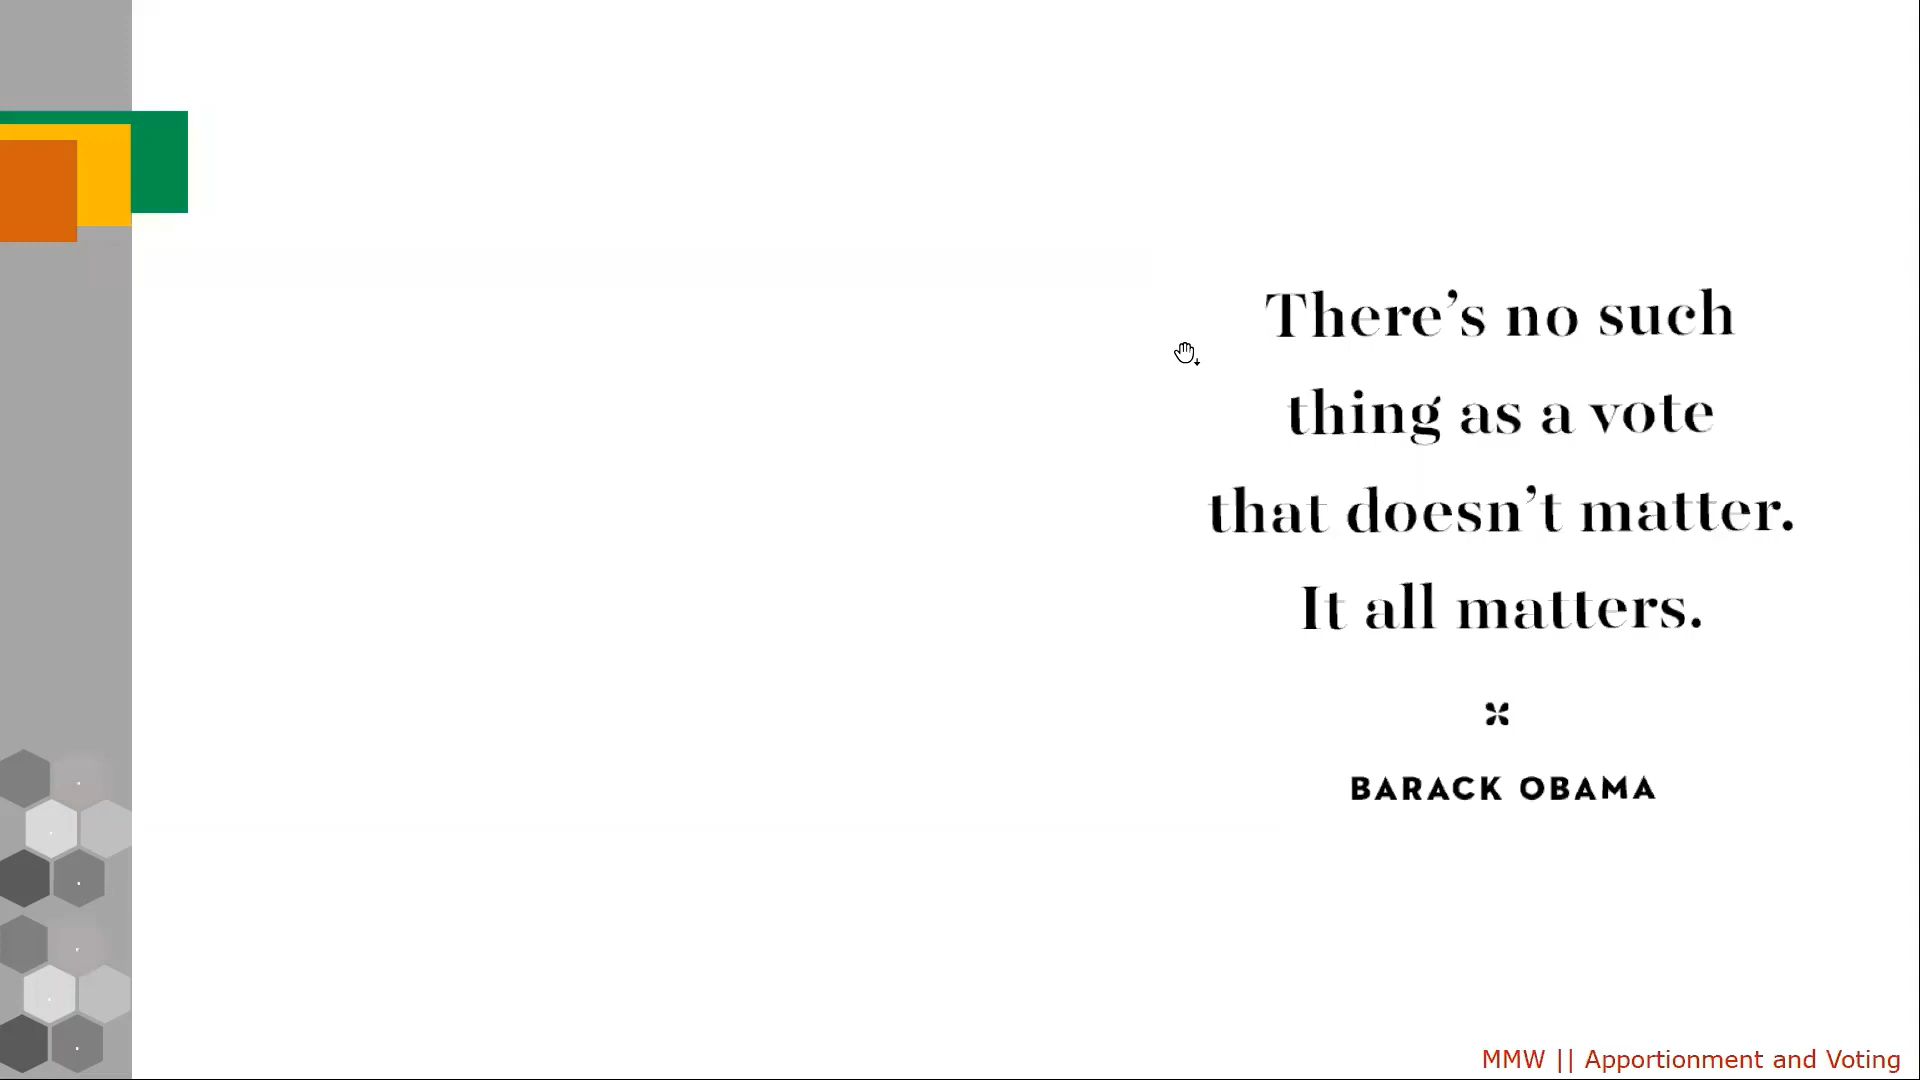 There’s no such
thing as a vote
that doesn’t matter.
It all matters.
BARACK OBAMA
MMW || Apportionment and Voting